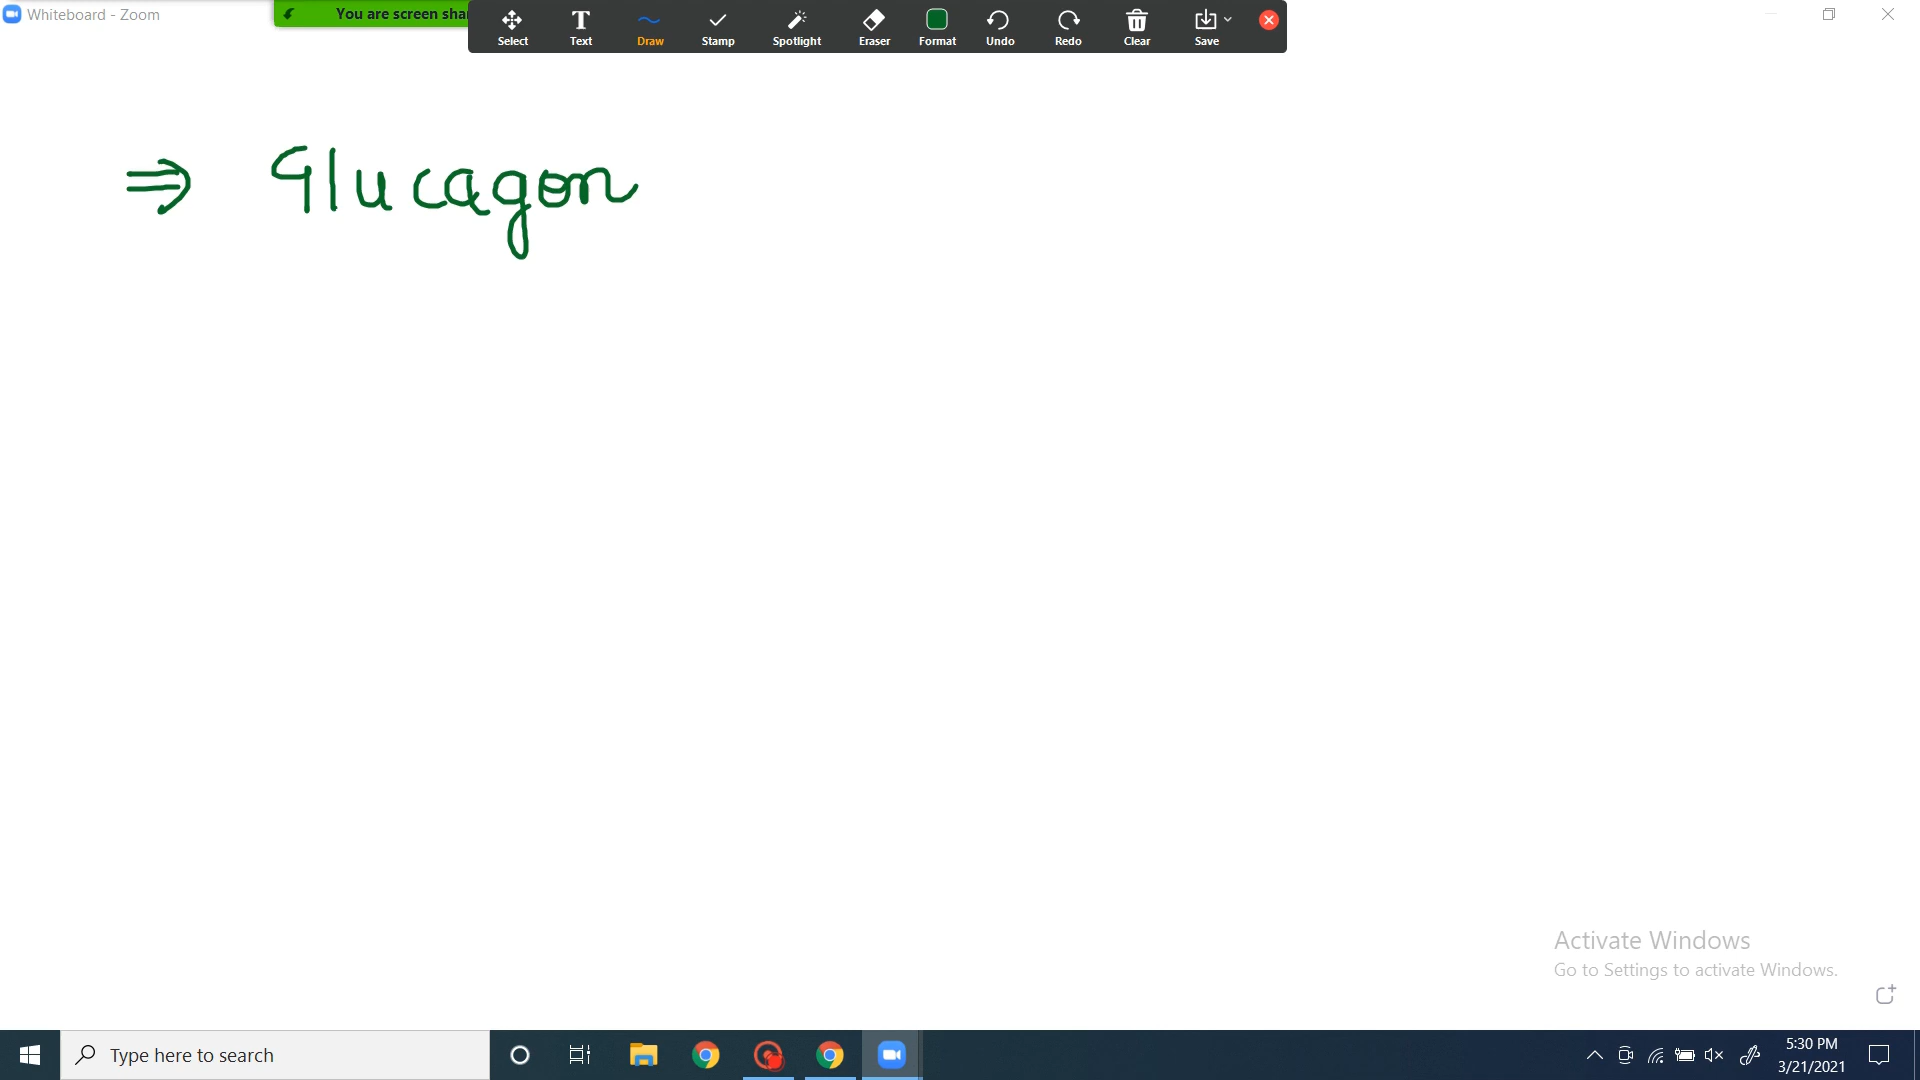 Whiteboard - Zoom
You are screen sha
Select Text Draw Stamp Spotlight Eraser Format Undo Redo Clear Save
⇒ Glucagon
Activate Windows
Go to Settings to activate Windows.
Type here to search
5:30 PM
3/21/2021